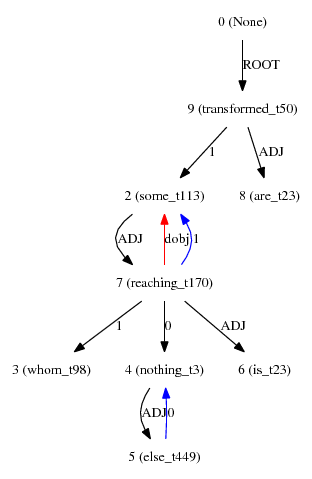 0 (None)
ROOT
9 (transformed_t50)
1 ADJ
2 (some_t113) 8 (are_t23)
ADJ dobj 1
7 (reaching_t170)
1 0 ADJ
3 (whom_t98) 4 (nothing_t3) 6 (is_t23)
ADJ 0
5 (else_t449)